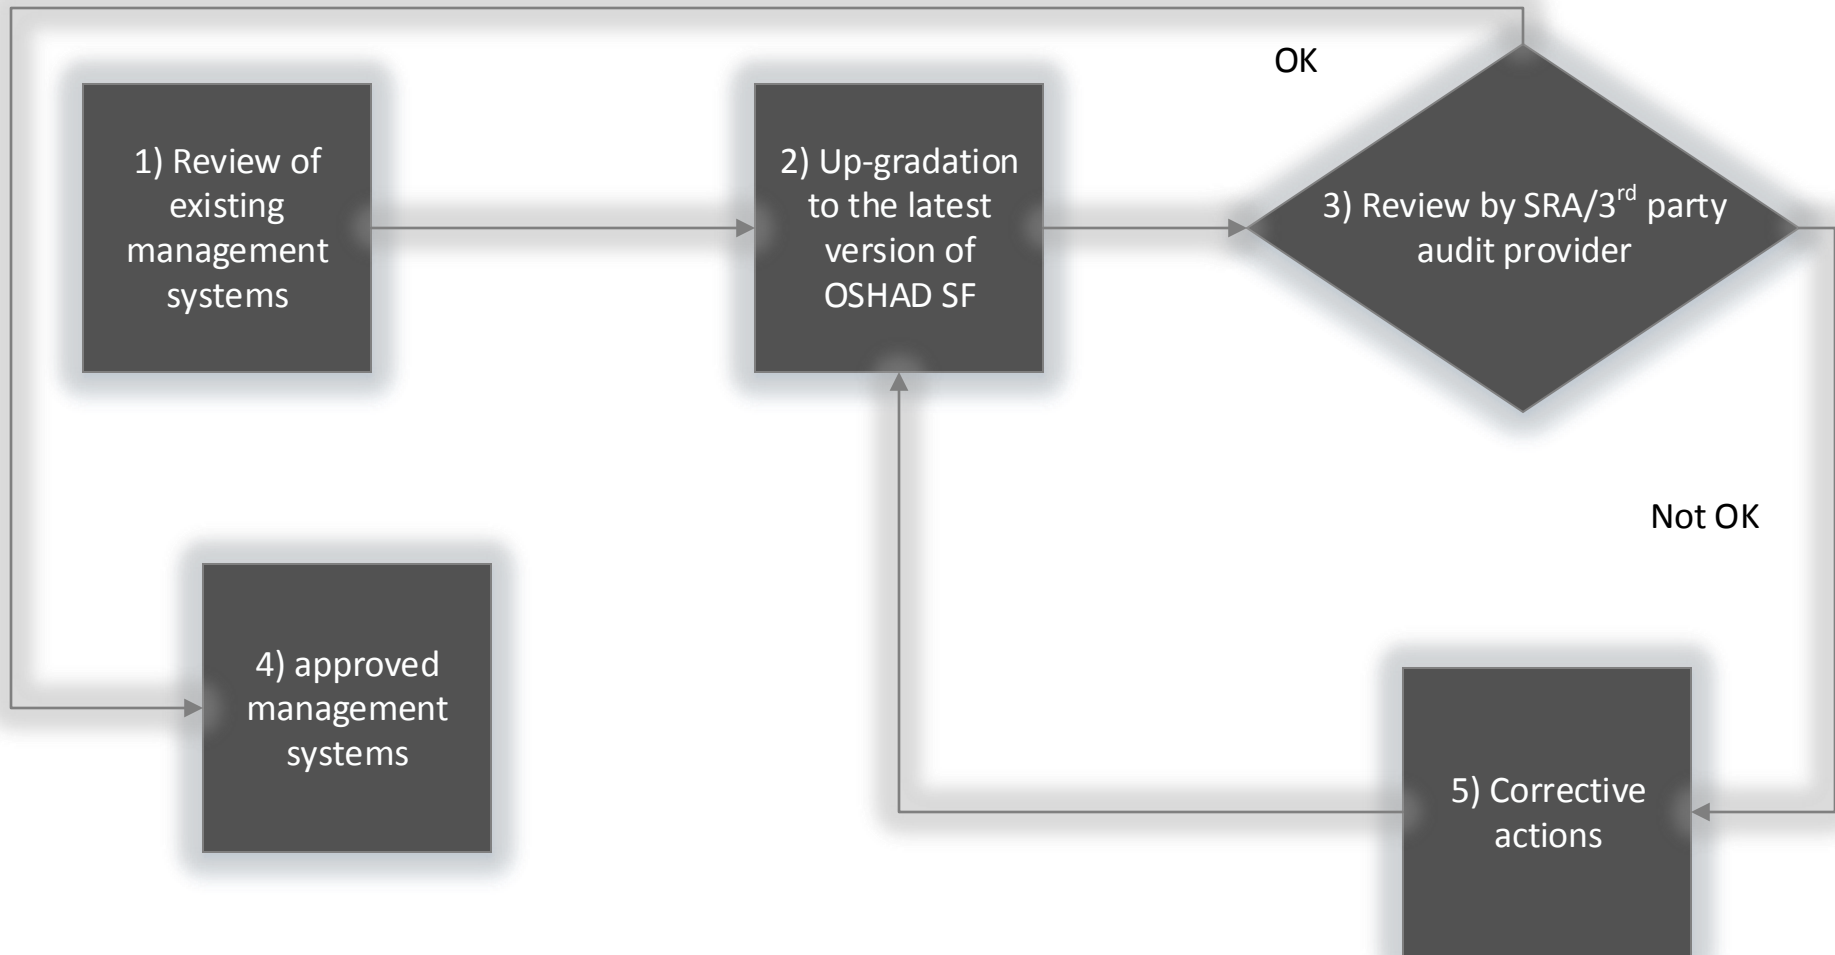 OK
1) Review of
existing
management
systems
2) Up-gradation
to the latest
version of
OSHAD SF
3) Review by SRA/3rd party
audit provider
Not OK
4) approved
management
systems
5) Corrective
actions